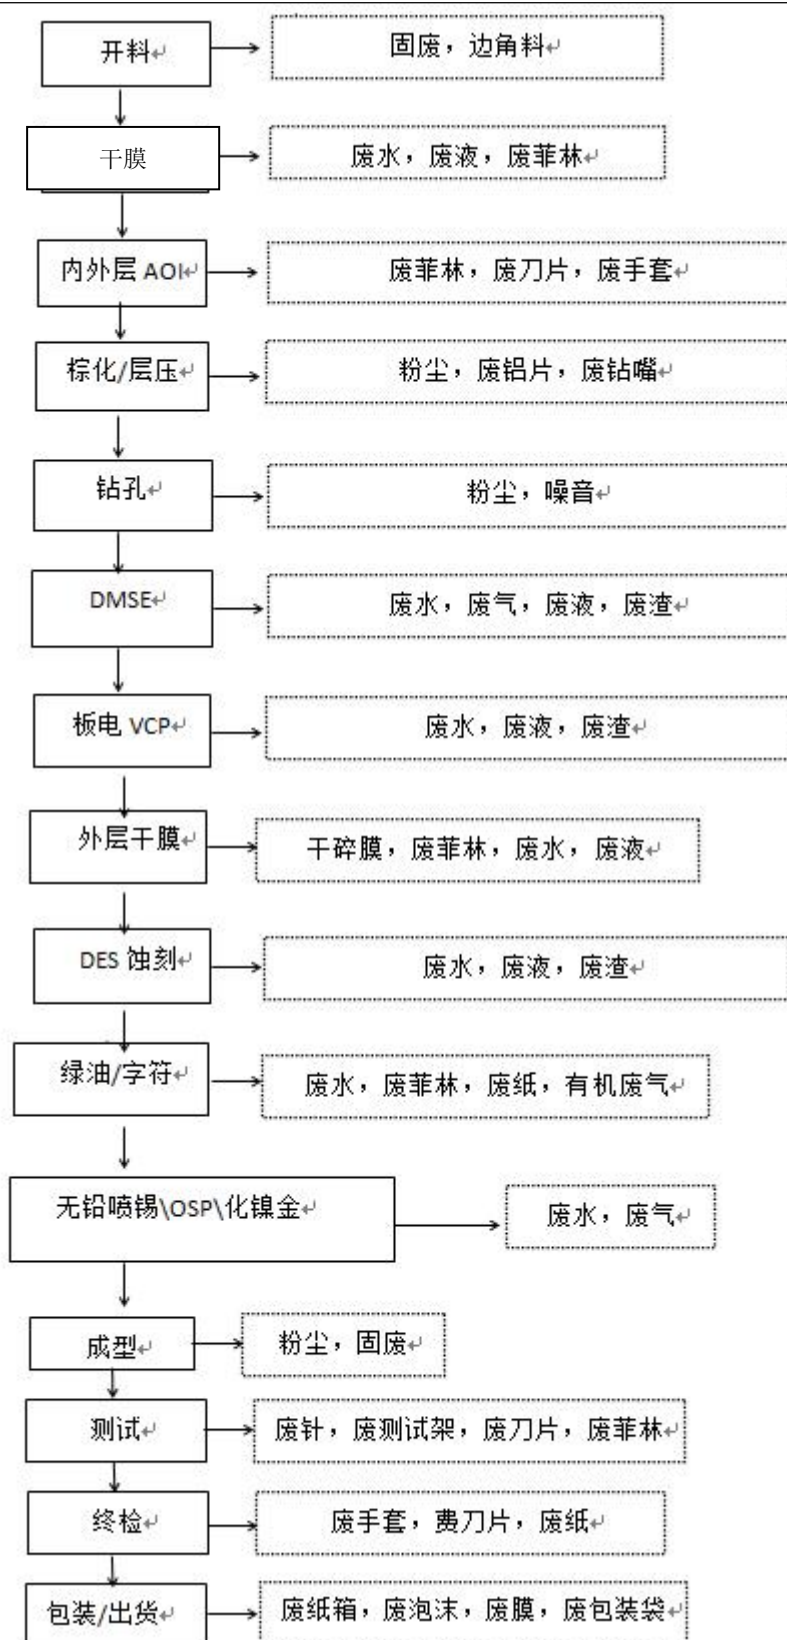 开料
固废，边角料
干膜
废水，废液，废菲林
内外层 AOI
废菲林，废刀片，废手套
棕化/层压
粉尘，废铝片，废钻嘴
钻孔
粉尘，噪音
DMSE
废水，废气，废液，废渣
板电 VCP
废水，废液，废渣
外层干膜
干碎膜，废菲林，废水，废液
DES 蚀刻
废水，废液，废渣
绿油/字符
废水，废菲林，废纸，有机废气
无铅喷锡\OSP\化镍金
废水，废气
成型
粉尘，固废
测试
废针，废测试架，废刀片，废菲林
终检
废手套，费刀片，废纸
包装/出货
废纸箱，废泡沫，废膜，废包装袋